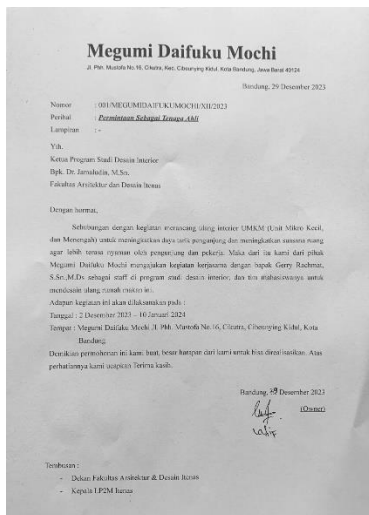 Megumi Daifuku Mochi
Jl. Phh. Mustofa No.16, Cikutra, Kec. Cibeunying Kidul, Kota Bandung, Jawa Barat 40124
Bandung, 29 Desember 2023
Nomor : 001/MEGUMIDAIFUKUMOCHI/XII/2023
Perihal : Permintaan Sebagai Tenaga Ahli
Lampiran : -
Yth.
Ketua Program Studi Desain Interior
Bpk. Dr. Jamaludin, M.Sn.
Fakultas Arsitektur dan Desain Itenas
Dengan hormat,
Sehubungan dengan kegiatan merancang ulang interior UMKM (Unit Mikro Kecil,
dan Menengah) untuk meningkatkan daya tarik pengunjung dan meningkatkan suasana ruang
agar lebih terasa nyaman oleh pengunjung dan pekerja. Maka dari itu kami dari pihak
Megumi Daifuku Mochi mengajukan kegiatan kerjasama dengan bapak Gerry Rachmat,
S.Sn.,M.Ds sebagai staff di program studi desain interior, dan tim mahasiswanya untuk
mendesain ulang rumah makan ini.
Adapun kegiatan ini akan dilaksanakan pada :
Tanggal : 2 Desember 2023 – 10 Januari 2024
Tempat : Megumi Daifuku Mochi Jl. Phh. Mustofa No.16, Cikutra, Cibeunying Kidul, Kota
Bandung
Demikian permohonan ini kami buat, besar harapan dari kami untuk bisa direalisasikan. Atas
perhatiannya kami ucapkan Terima kasih.
Bandung, 29 Desember 2023
(Owner)
Tembusan :
- Dekan Fakultas Arsitektur & Desain Itenas
- Kepala LP2M Itenas